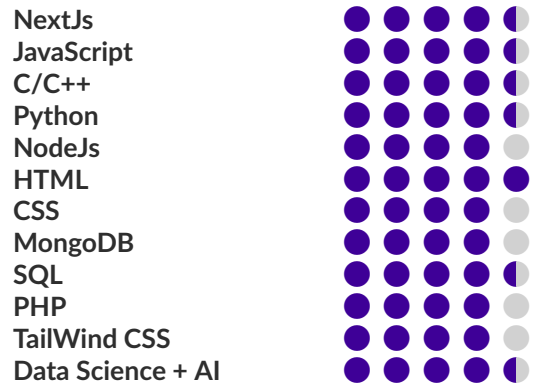 NextJs
JavaScript
C/C++
Python
NodeJs
HTML
CSS
MongoDB
SQL
PHP
TailWind CSS
Data Science + AI